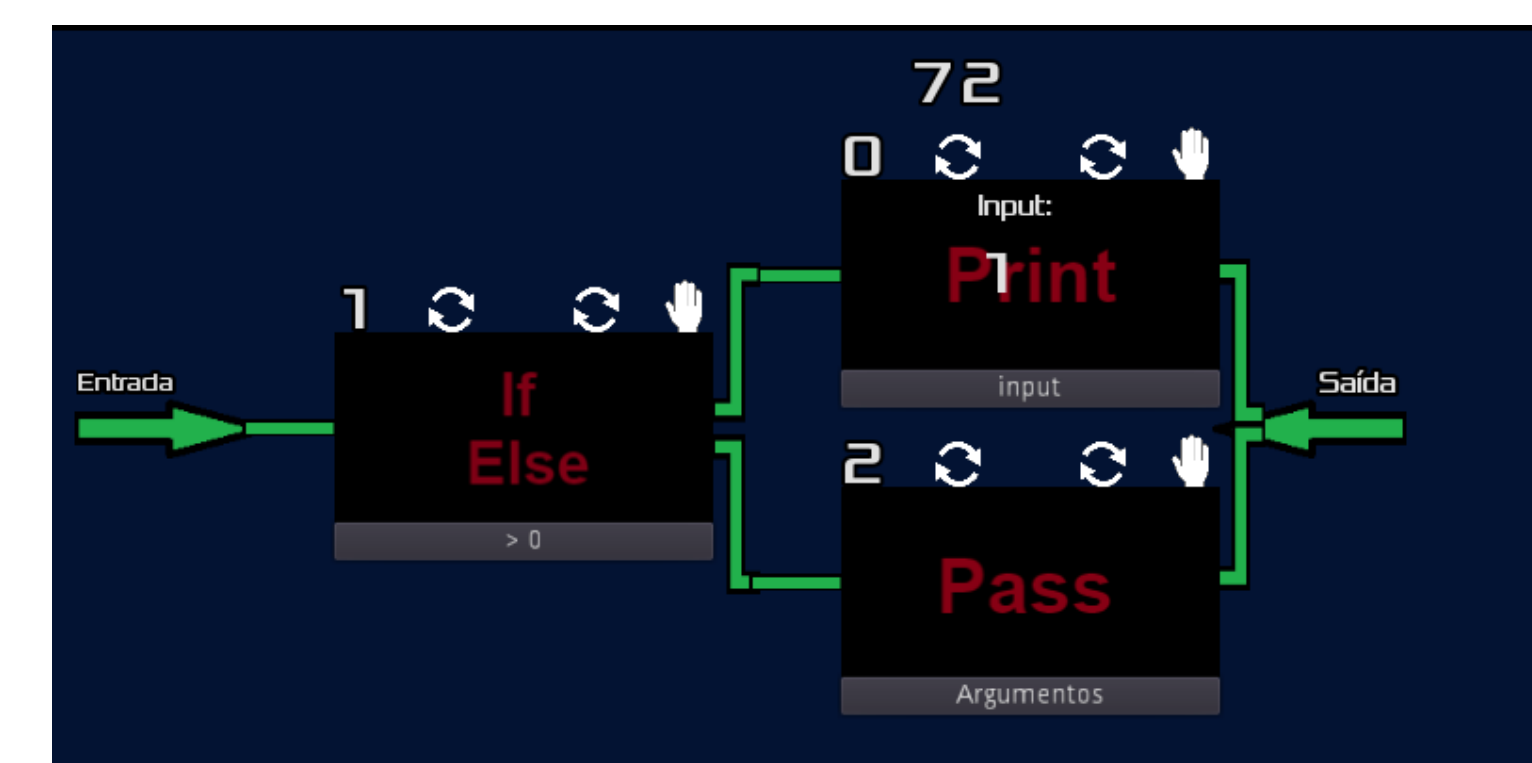 72
0
Input:
Print
1
input
1
If
Else
> 0
Entrada
Saída
2
Pass
Argumentos